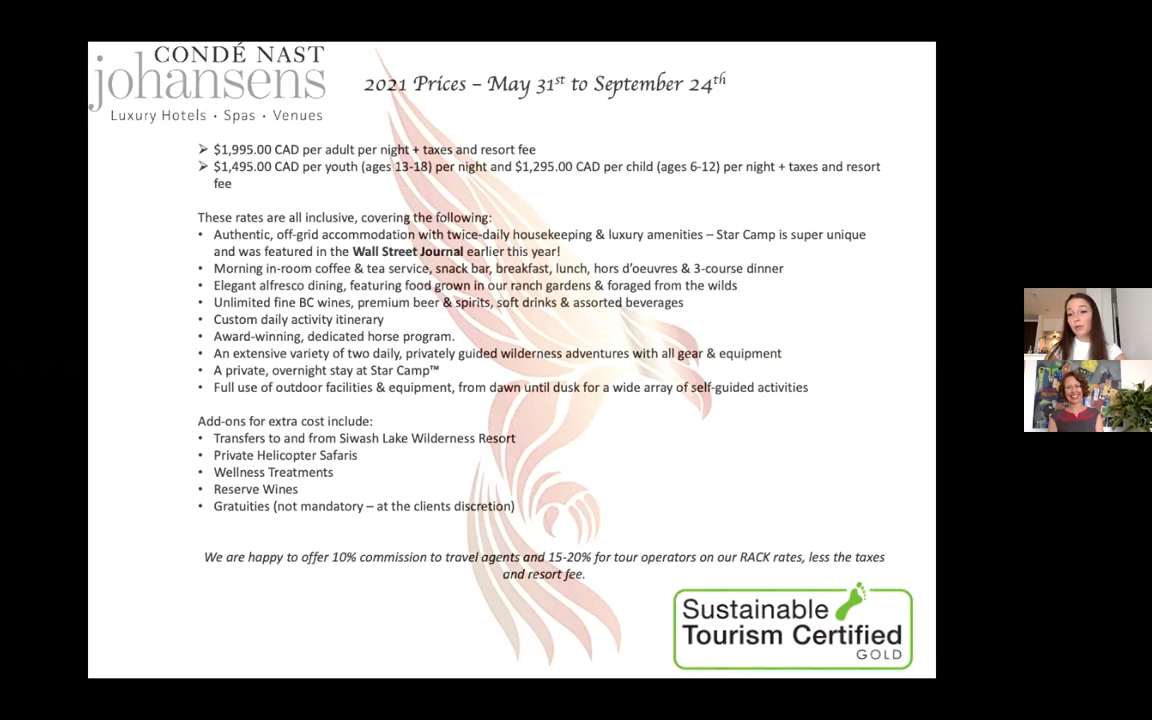 CONDÉ NAST
johansens
Luxury Hotels · Spas · Venues
2021 Prices – May 31st to September 24th
➢ $1,995.00 CAD per adult per night + taxes and resort fee
➢ $1,495.00 CAD per youth (ages 13-18) per night and $1,295.00 CAD per child (ages 6-12) per night + taxes and resort
fee
These rates are all inclusive, covering the following:
• Authentic, off-grid accommodation with twice-daily housekeeping & luxury amenities – Star Camp is super unique
and was featured in the Wall Street Journal earlier this year!
• Morning in-room coffee & tea service, snack bar, breakfast, lunch, hors d’oeuvres & 3-course dinner
• Elegant alfresco dining, featuring food grown in our ranch gardens & foraged from the wilds
• Unlimited fine BC wines, premium beer & spirits, soft drinks & assorted beverages
• Custom daily activity itinerary
• Award-winning, dedicated horse program.
• An extensive variety of two daily, privately guided wilderness adventures with all gear & equipment
• A private, overnight stay at Star Camp™
• Full use of outdoor facilities & equipment, from dawn until dusk for a wide array of self-guided activities
Add-ons for extra cost include:
• Transfers to and from Siwash Lake Wilderness Resort
• Private Helicopter Safaris
• Wellness Treatments
• Reserve Wines
• Gratuities (not mandatory – at the clients discretion)
We are happy to offer 10% commission to travel agents and 15-20% for tour operators on our RACK rates, less the taxes
and resort fee.
Sustainable
Tourism Certified
GOLD